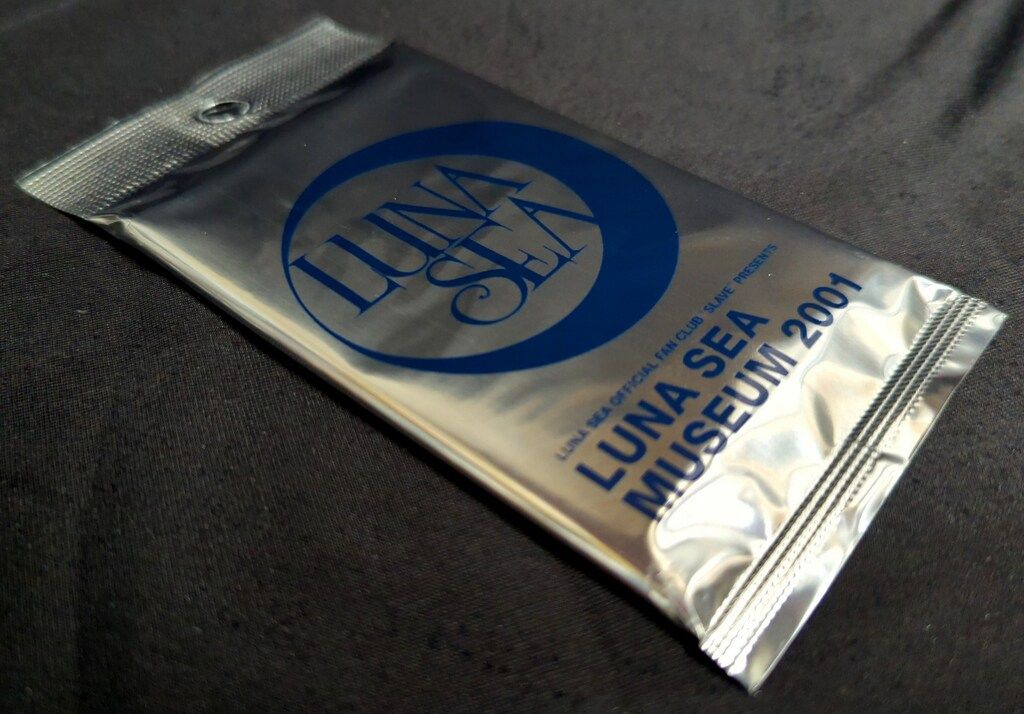 LUNA
SEA
LUNA SEA OFFICIAL FAN CLUB SLAVE PRESENTS
LUNA SEA
MUSEUM 2001